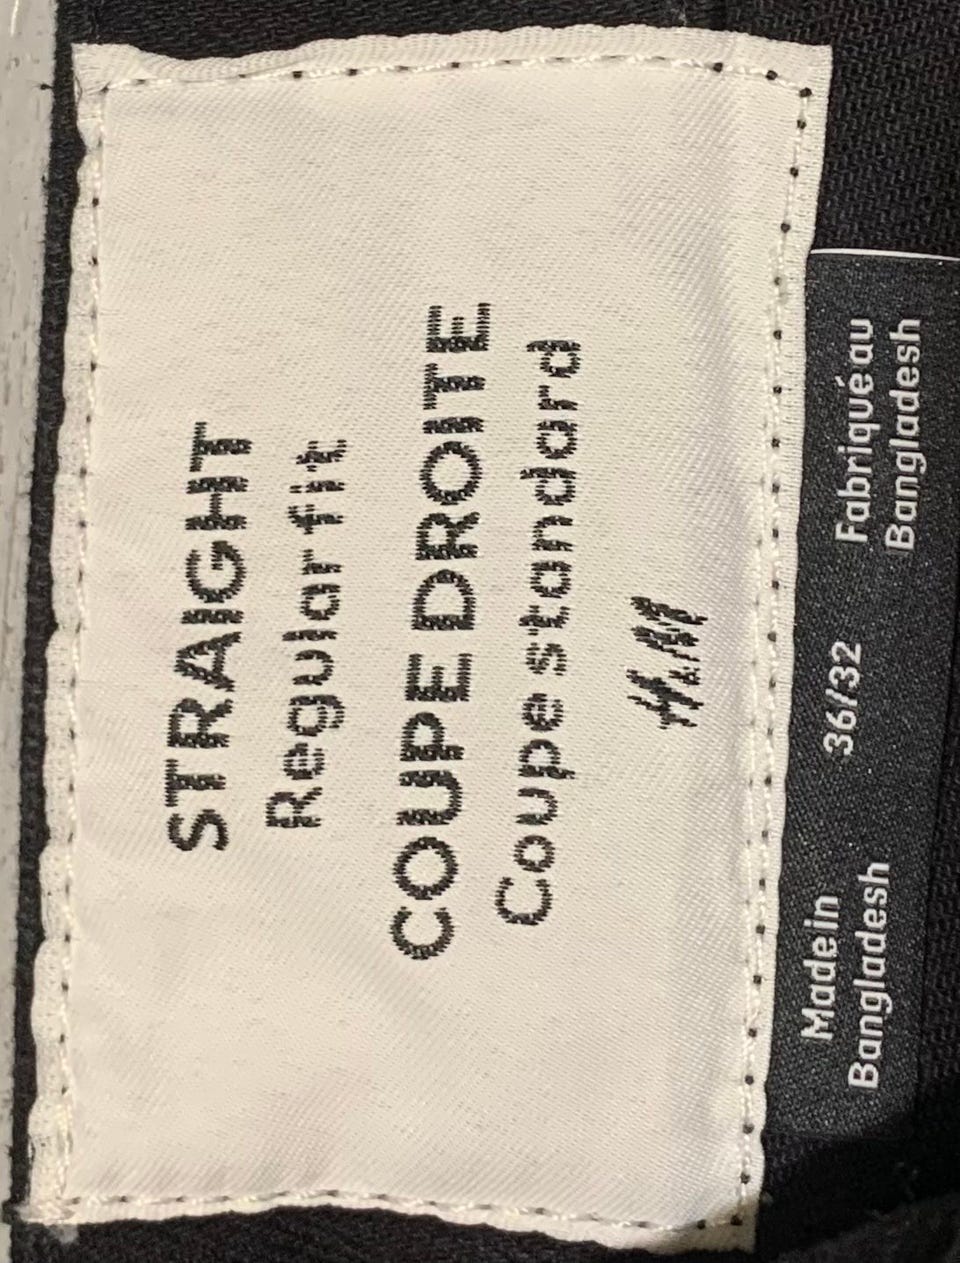 STRAIGHT
Regular fit
COUPE DROITE
Coupe standard
H&M
Made in
Bangladesh
36/32
Fabriqué au
Bangladesh